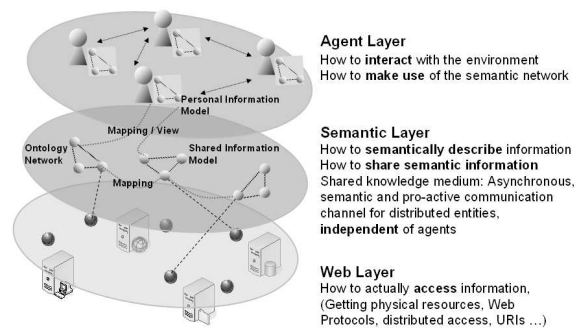 Agent Layer
How to interact with the environment
How to make use of the semantic network
Personal Information
Model
Mapping / View
Ontology
Network
Shared Information
Model
Mapping
Semantic Layer
How to semantically describe information
How to share semantic information
Shared knowledge medium: Asynchronous,
semantic and pro-active communication
channel for distributed entities,
independent of agents
Web Layer
How to actually access information,
(Getting physical resources, Web
Protocols, distributed access, URIs ...)